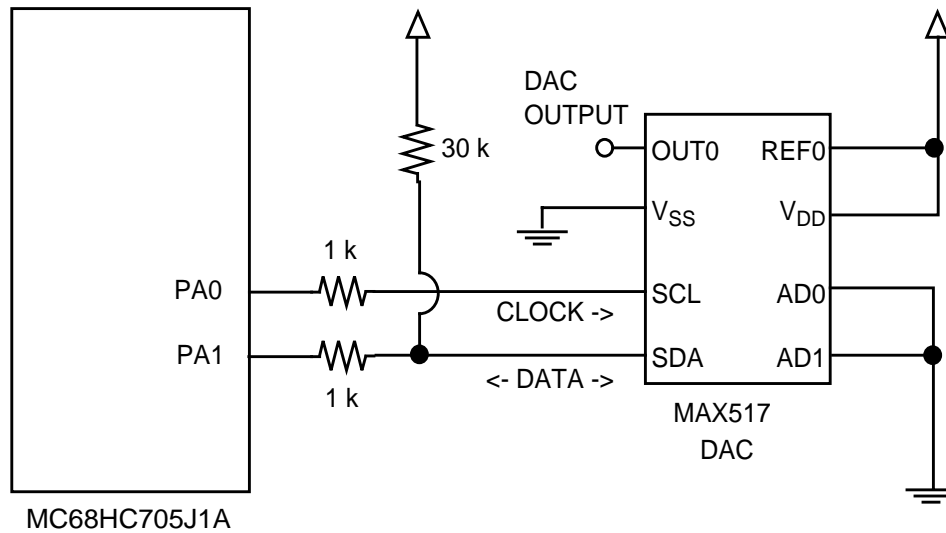 DAC
OUTPUT
30 k
OUT0
REF0
VSS
VDD
1 k
PA0
SCL
AD0
CLOCK ->
PA1
SDA
AD1
<- DATA ->
1 k
MAX517
DAC
MC68HC705J1A